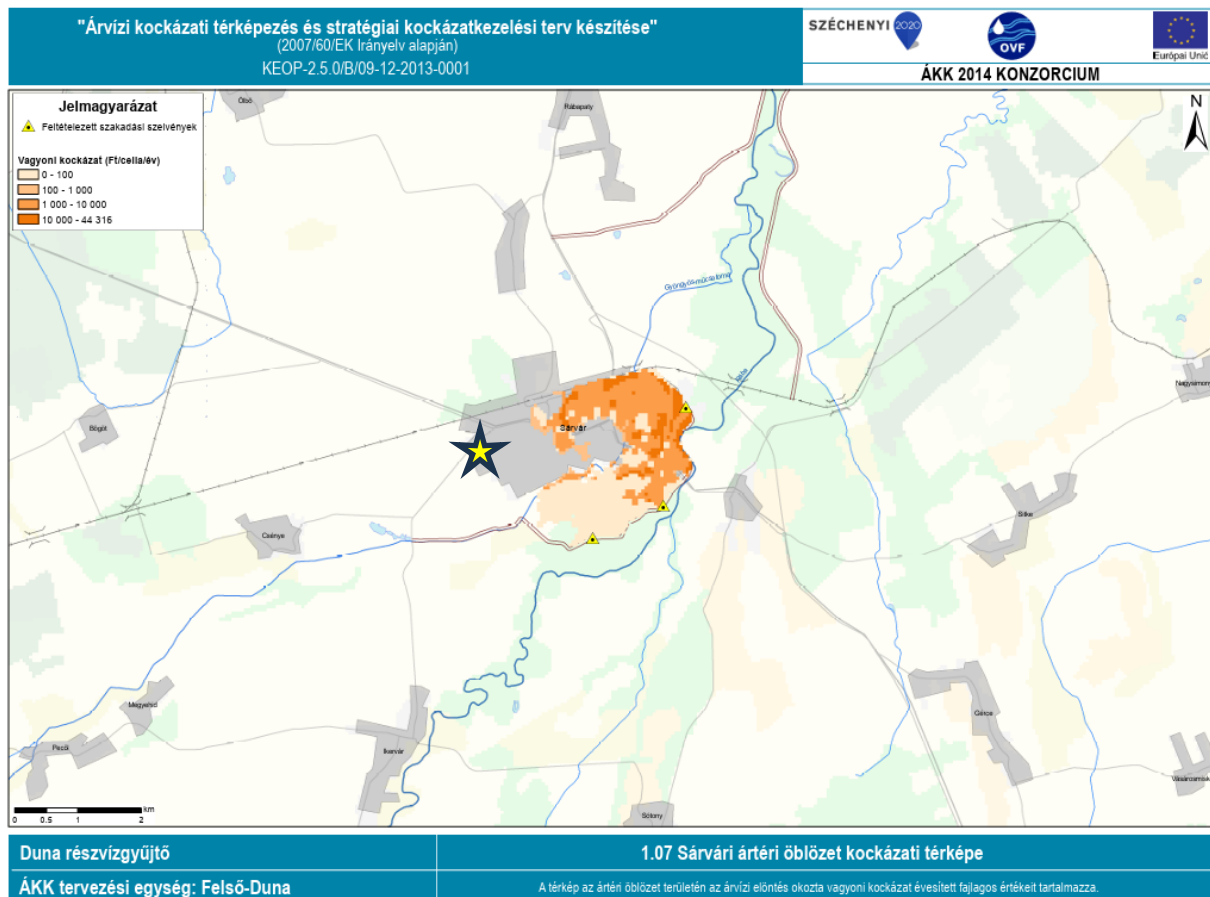 "Árvízi kockázati térképezés és stratégiai kockázatkezelési terv készítése"
(2007/60/EK Irányelv alapján)
KEOP-2.5.0/B/09-12-2013-0001
SZÉCHENYI 2020
OVF
Európai Unió
ÁKK 2014 KONZORCIUM
Jelmagyarázat
Feltételezett szakadási szelvények
Vagyoni kockázat (Ft/cella/év)
0 - 100
100 - 1 000
1 000 - 10 000
10 000 - 44 316
N
Ölbő
Rábapaty
Gyöngyös-műcsatorna
Rába
Nagysimonyi
Bögöt
Sárvár
Sitke
Csénye
Megyehíd
Pecöl
Ikervár
Gérce
Vásárosmiske
Sótony
km
0 0.5 1 2
Duna részvízgyűjtő
1.07 Sárvári ártéri öblözet kockázati térképe
ÁKK tervezési egység: Felső-Duna
A térkép az ártéri öblözet területén az árvízi elöntés okozta vagyoni kockázat évesített fajlagos értékeit tartalmazza.